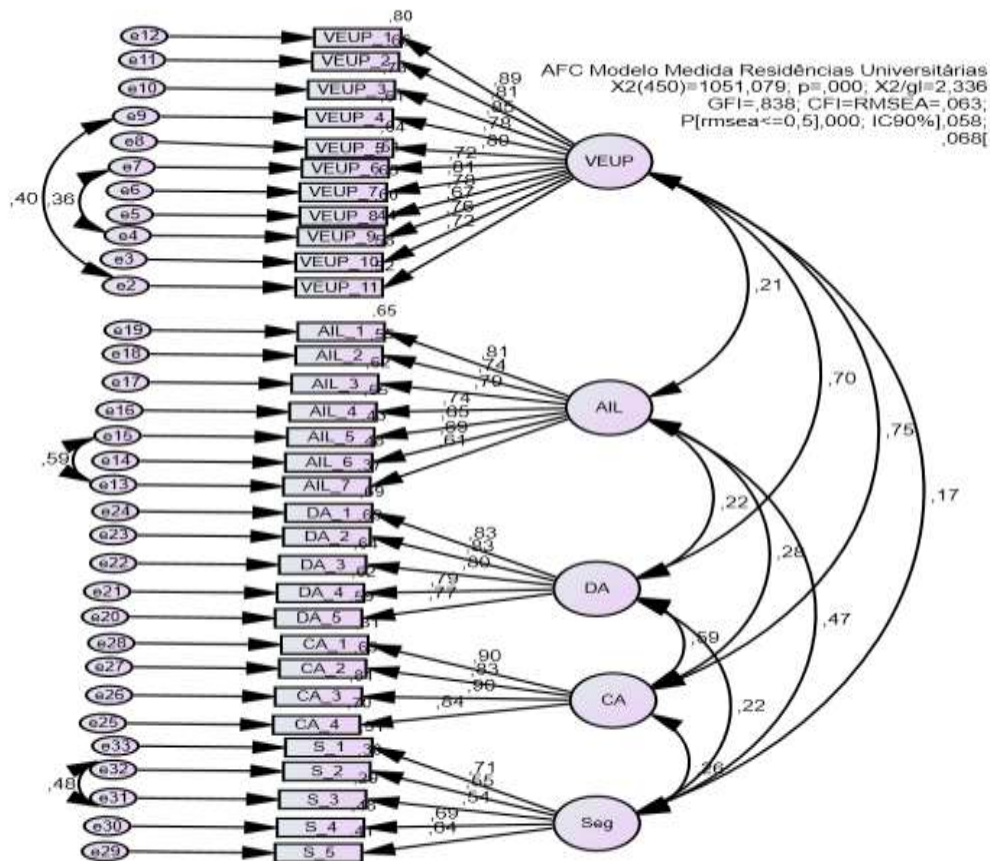 ,80
e12 VEUP_1
e11 VEUP_2
e10 VEUP_3
e9 VEUP_4
e8 VEUP_5
e7 VEUP_6
e6 VEUP_7
e5 VEUP_8
e4 VEUP_9
e3 VEUP_10
e2 VEUP_11
,40 ,36
,89
,81
,85
,78
,80
,72
,81
,78
,67
,76
,72
VEUP
AFC Modelo Medida Residências Universitárias
X2(450)=1051,079; p=,000; X2/gl=2,336
GFI=,838; CFI=RMSEA=,063;
P[rmsea<=0,5],000; IC90%],058;
,068[
,65
e19 AIL_1
e18 AIL_2
e17 AIL_3
e16 AIL_4
e15 AIL_5
e14 AIL_6
e13 AIL_7
,59
,81
,74
,79
,74
,69
,61
AIL
,21
,70
,75
,17
e24 DA_1
e23 DA_2
e22 DA_3
e21 DA_4
e20 DA_5
,83
,83
,80
,79
,77
DA
,22
,28
,47
e28 CA_1
e27 CA_2
e26 CA_3
e25 CA_4
,90
,83
,90
,84
CA
,59
,22
,26
e33 S_1
e32 S_2
e31 S_3
e30 S_4
e29 S_5
,48
,71
,54
,69
,64
Seg